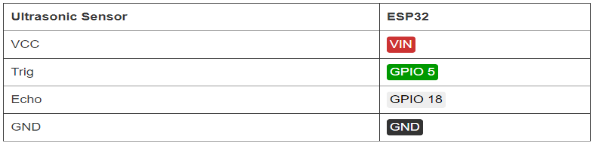 Ultrasonic Sensor ESP32
VCC VIN
Trig GPIO 5
Echo GPIO 18
GND GND